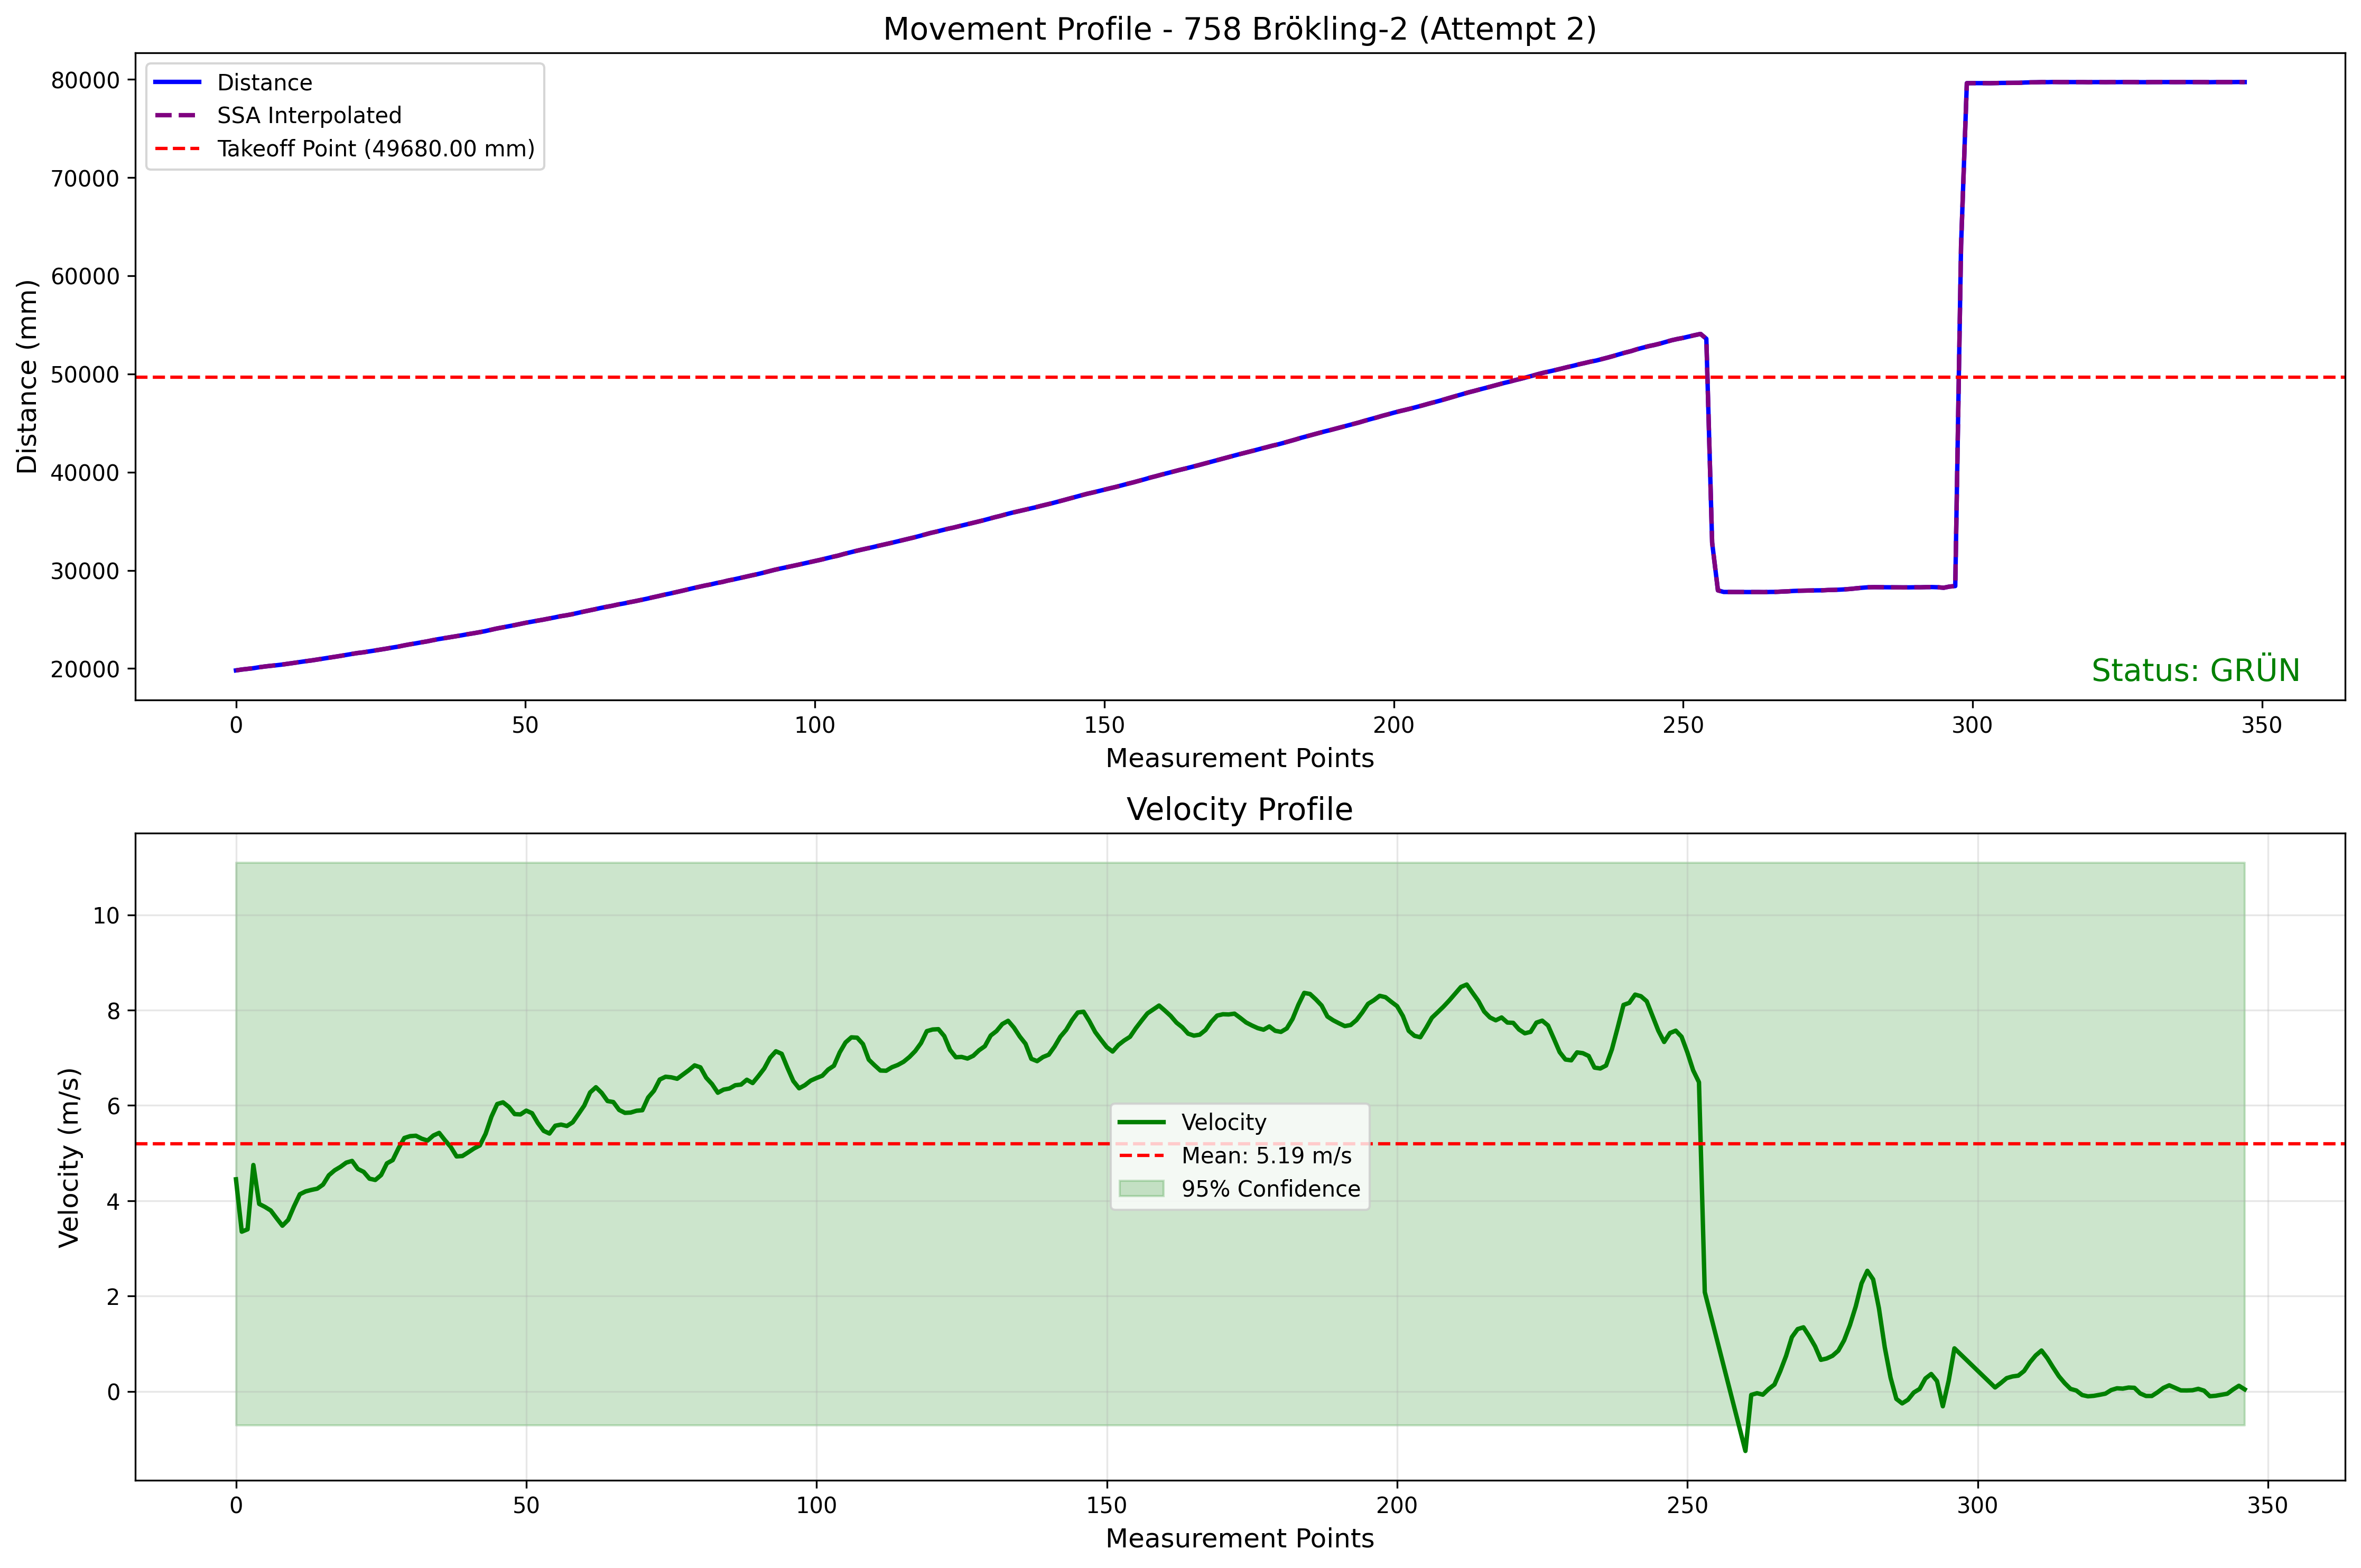 Movement Profile - 758 Brökling-2 (Attempt 2)
Distance
SSA Interpolated
Takeoff Point (49680.00 mm)
Distance (mm)
80000
70000
60000
50000
40000
30000
20000
Status: GRÜN
0 50 100 150 200 250 300 350
Measurement Points
Velocity Profile
Velocity (m/s)
10
8
6
4
2
0
Velocity
Mean: 5.19 m/s
95% Confidence
0 50 100 150 200 250 300 350
Measurement Points